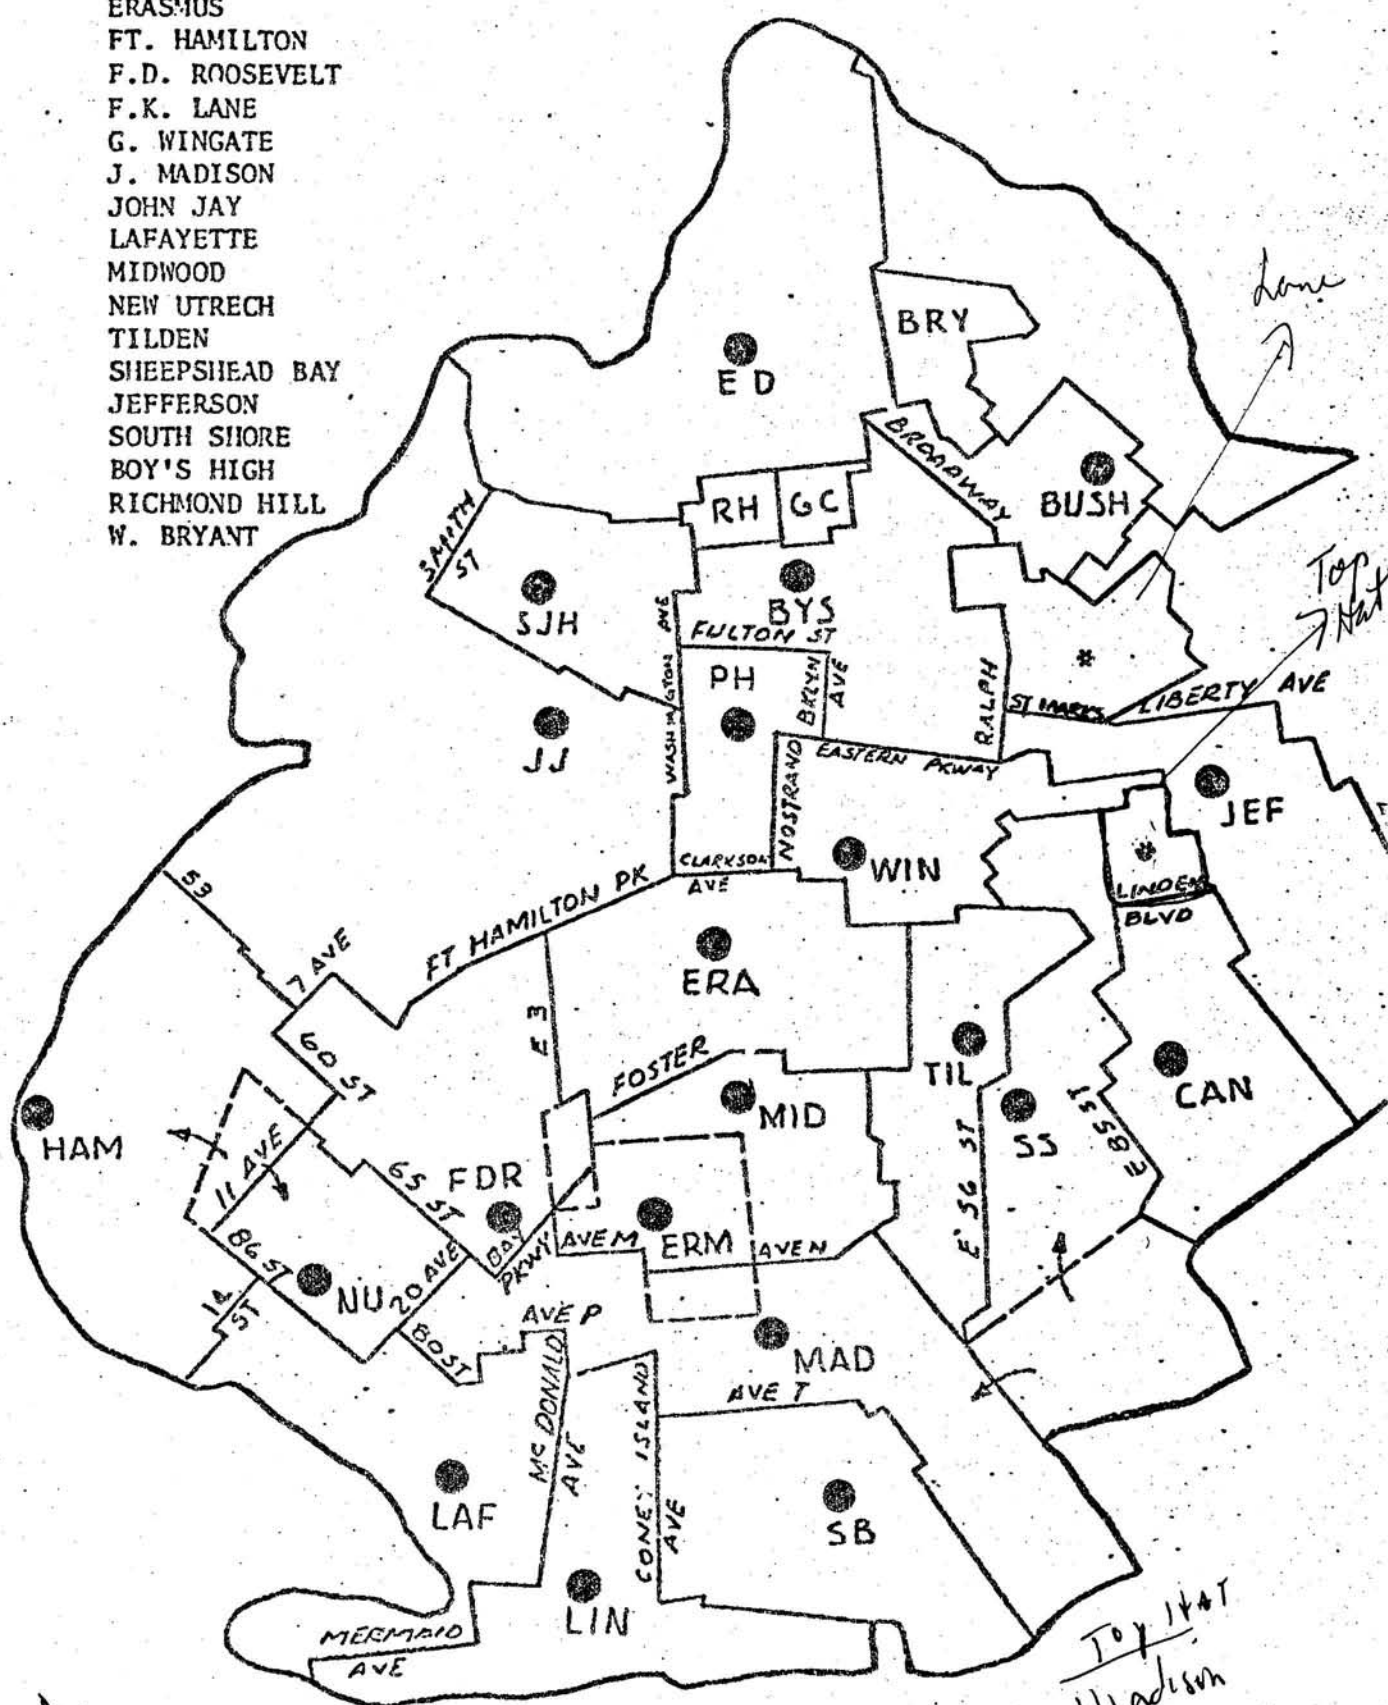 ERASMUS
FT. HAMILTON
F.D. ROOSEVELT
F.K. LANE
G. WINGATE
J. MADISON
JOHN JAY
LAFAYETTE
MIDWOOD
NEW UTRECH
TILDEN
SHEEPSHEAD BAY
JEFFERSON
SOUTH SHORE
BOY'S HIGH
RICHMOND HILL
W. BRYANT
Lane
BRY
E D
BROADWAY
BUSH
RH
GC
SMITH
ST
SJH
BYS
Top
Hat
FULTON ST
WASHINGTON AVE
PH
BKLYN
AVE
RALPH
ST MARKS
LIBERTY AVE
JJ
EASTERN PKWAY
NOSTRAND
JEF
CLARKSON
AVE
WIN
LINDEN
BLVD
53
FT HAMILTON PK
7 AVE
ERA
E 3
60 ST
FOSTER
TIL
CAN
HAM
MID
SS
E 88 ST
11 AVE
65 ST
FDR
E 56 ST
86 ST
BAY
PKWY
AVE M
ERM
AVE N
NU
20 AVE
14
ST
80 ST
AVE P
MAD
MCDONALD
AVE
CONEY ISLAND
AVE
AVE T
LAF
SB
LIN
MERMAID
AVE
Top HAT
Madison